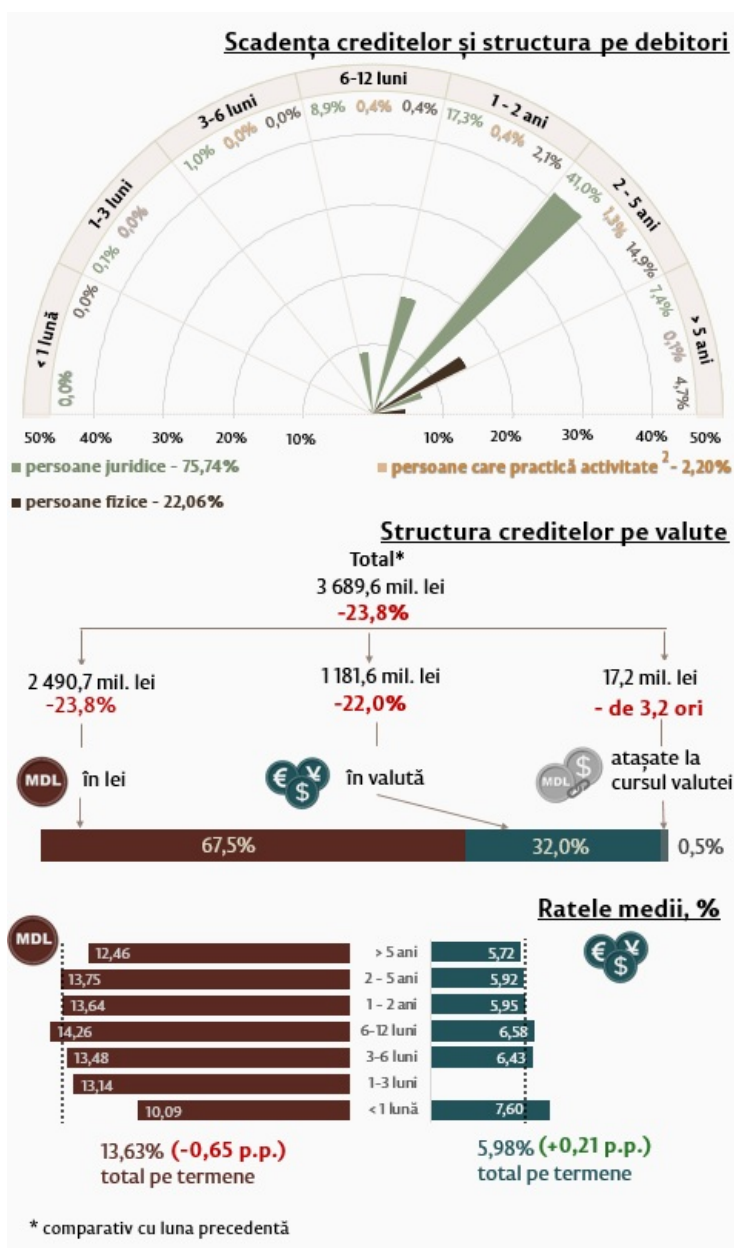 Scadența creditelor și structura pe debitori
< 1 lună
0,0%
0,0%
1-3 luni
0,1%
0,0%
3-6 luni
1,0%
0,0%
0,0%
6-12 luni
8,9%
0,4%
0,4%
1 - 2 ani
17,3%
0,4%
2,1%
2 - 5 ani
41,0%
1,3%
14,9%
> 5 ani
7,4%
0,1%
4,7%
50% 40% 30% 20% 10% 10% 20% 30% 40% 50%
persoane juridice - 75,74%
persoane care practică activitate 2 - 2,20%
persoane fizice - 22,06%
Structura creditelor pe valute
Total*
3 689,6 mil. lei
-23,8%
2 490,7 mil. lei
-23,8%
1 181,6 mil. lei
-22,0%
17,2 mil. lei
- de 3,2 ori
MDL
în lei
€ ¥ $
în valută
MDL $
atașate la
cursul valutei
67,5% 32,0% 0,5%
Ratele medii, %
MDL
€ ¥ $
12,46 > 5 ani 5,72
13,75 2 - 5 ani 5,92
13,64 1 - 2 ani 5,95
14,26 6-12 luni 6,58
13,48 3-6 luni 6,43
13,14 1-3 luni
10,09 < 1 lună 7,60
13,63% (-0,65 p.p.)
total pe termene
5,98% (+0,21 p.p.)
total pe termene
* comparativ cu luna precedentă